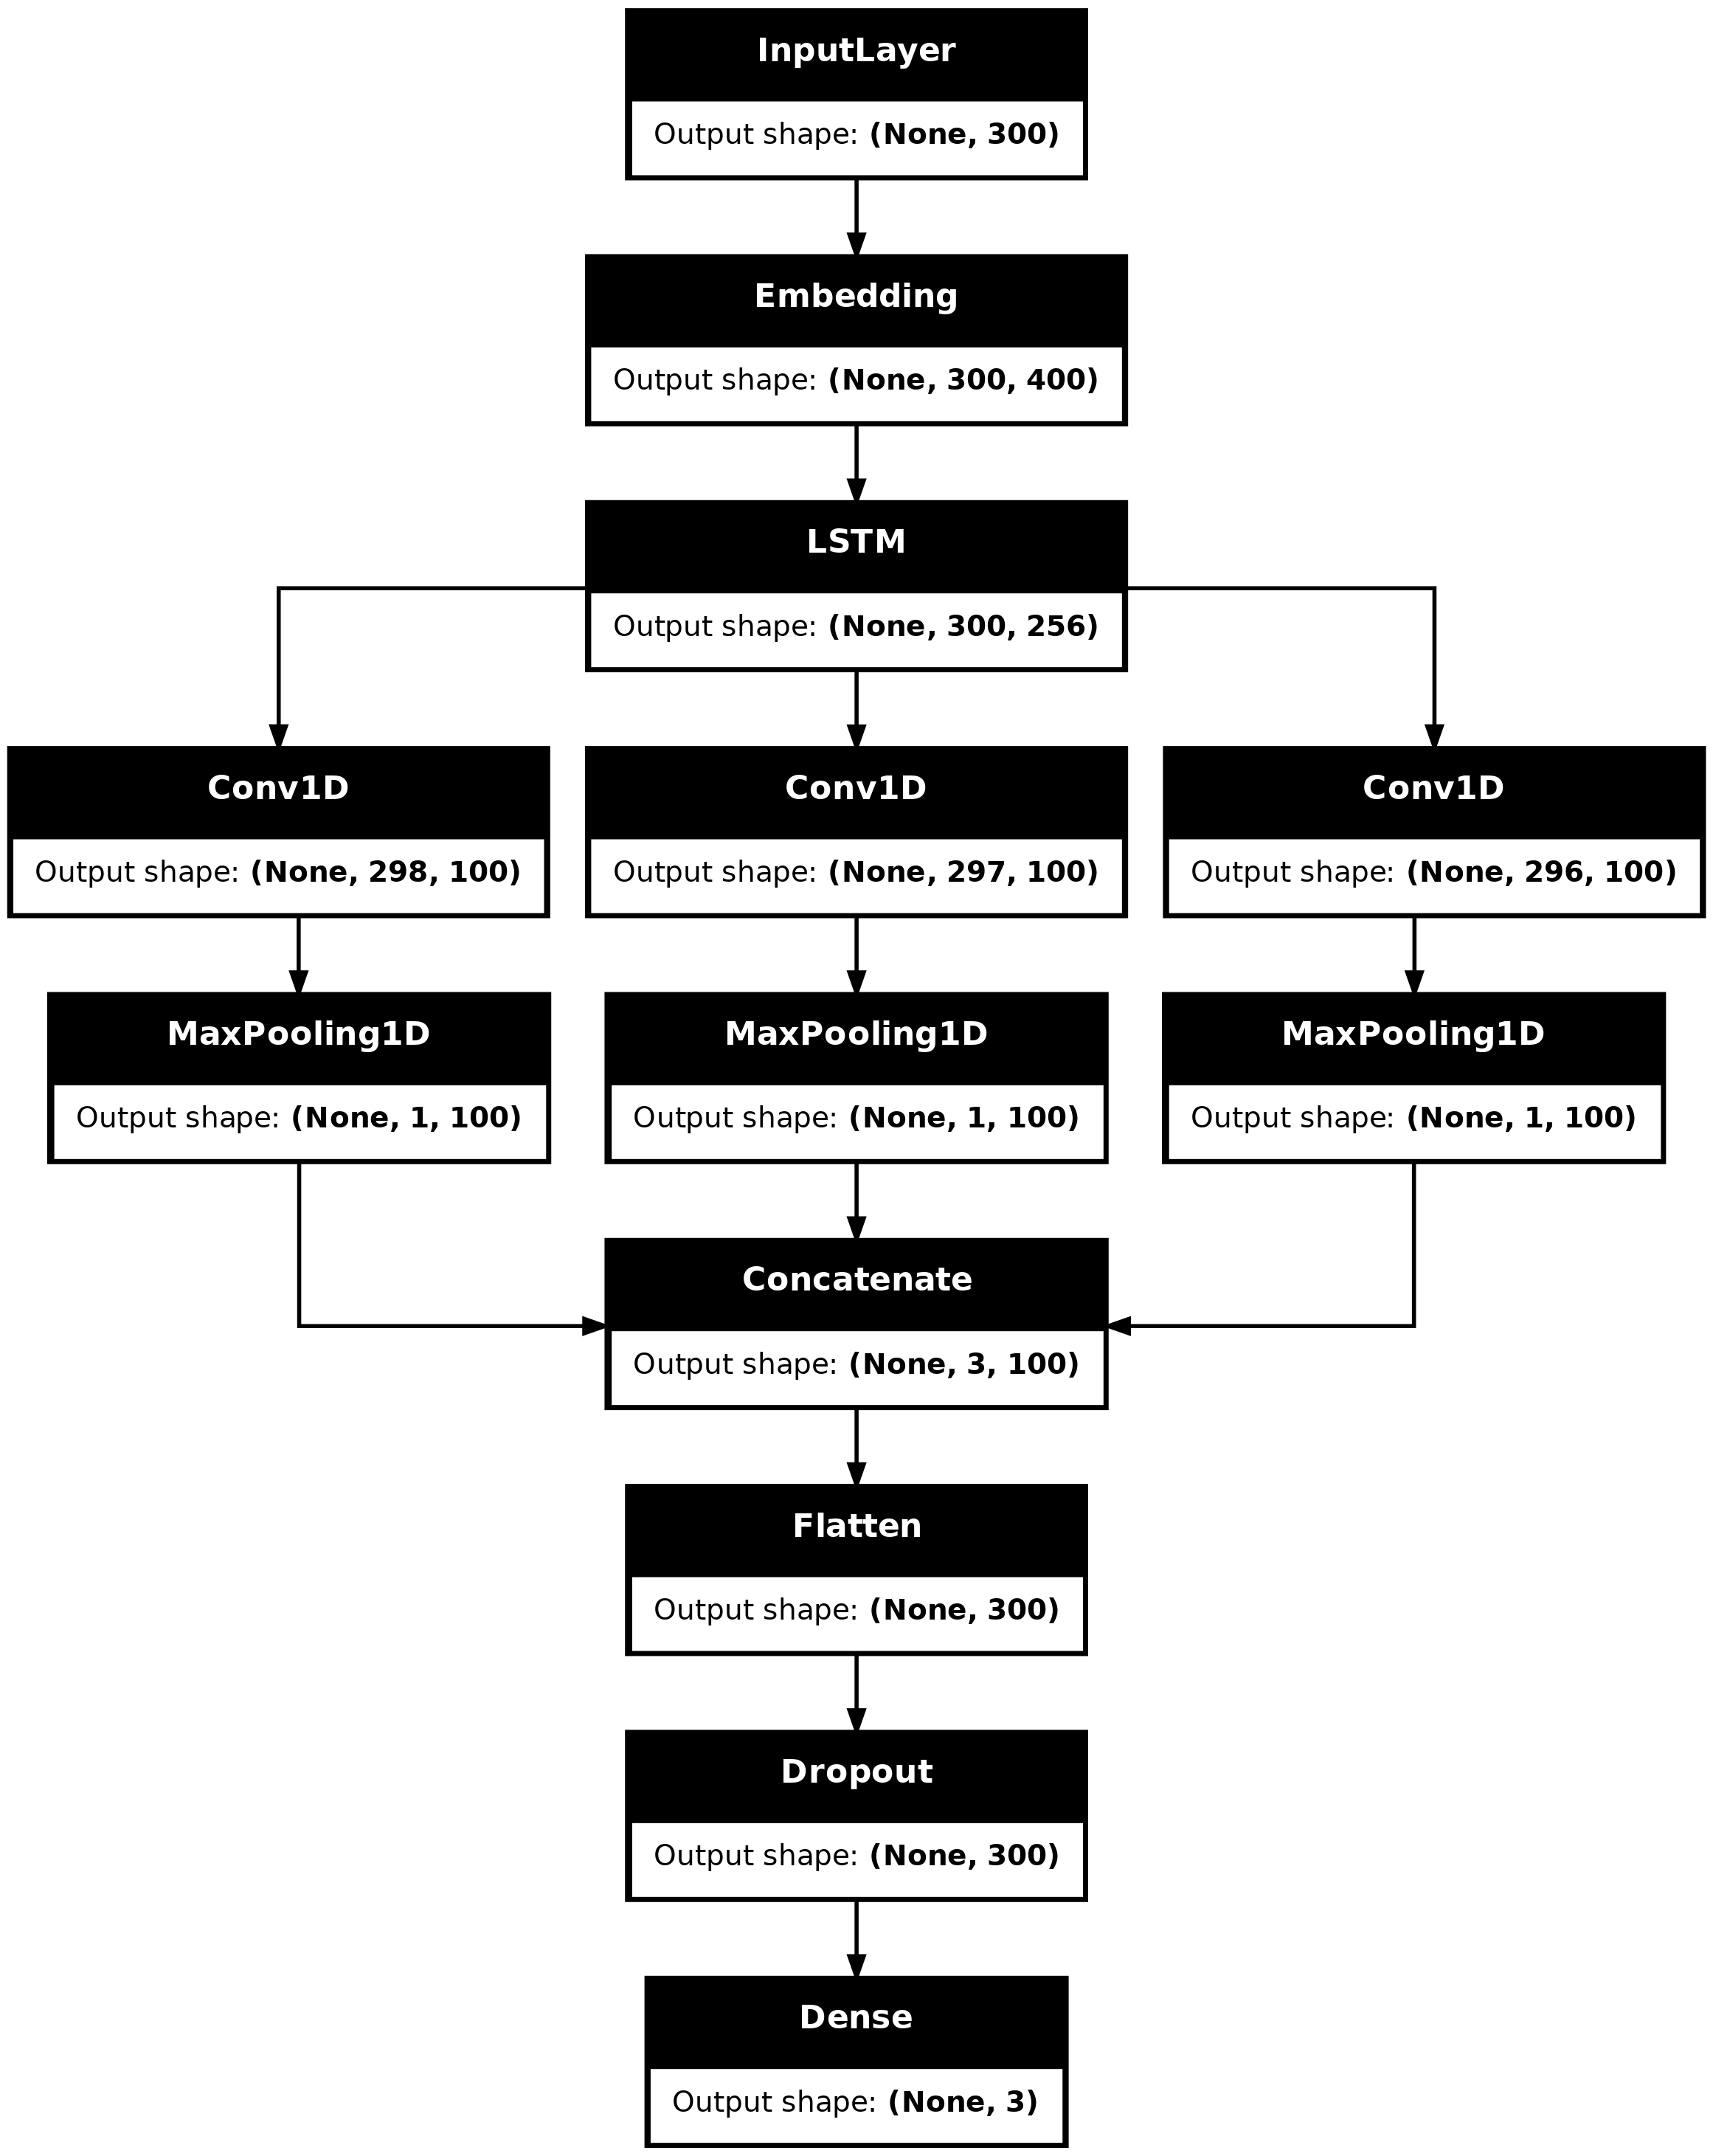 InputLayer
Output shape: (None, 300)
Embedding
Output shape: (None, 300, 400)
LSTM
Output shape: (None, 300, 256)
Conv1D
Output shape: (None, 298, 100)
Conv1D
Output shape: (None, 297, 100)
Conv1D
Output shape: (None, 296, 100)
MaxPooling1D
Output shape: (None, 1, 100)
MaxPooling1D
Output shape: (None, 1, 100)
MaxPooling1D
Output shape: (None, 1, 100)
Concatenate
Output shape: (None, 3, 100)
Flatten
Output shape: (None, 300)
Dropout
Output shape: (None, 300)
Dense
Output shape: (None, 3)